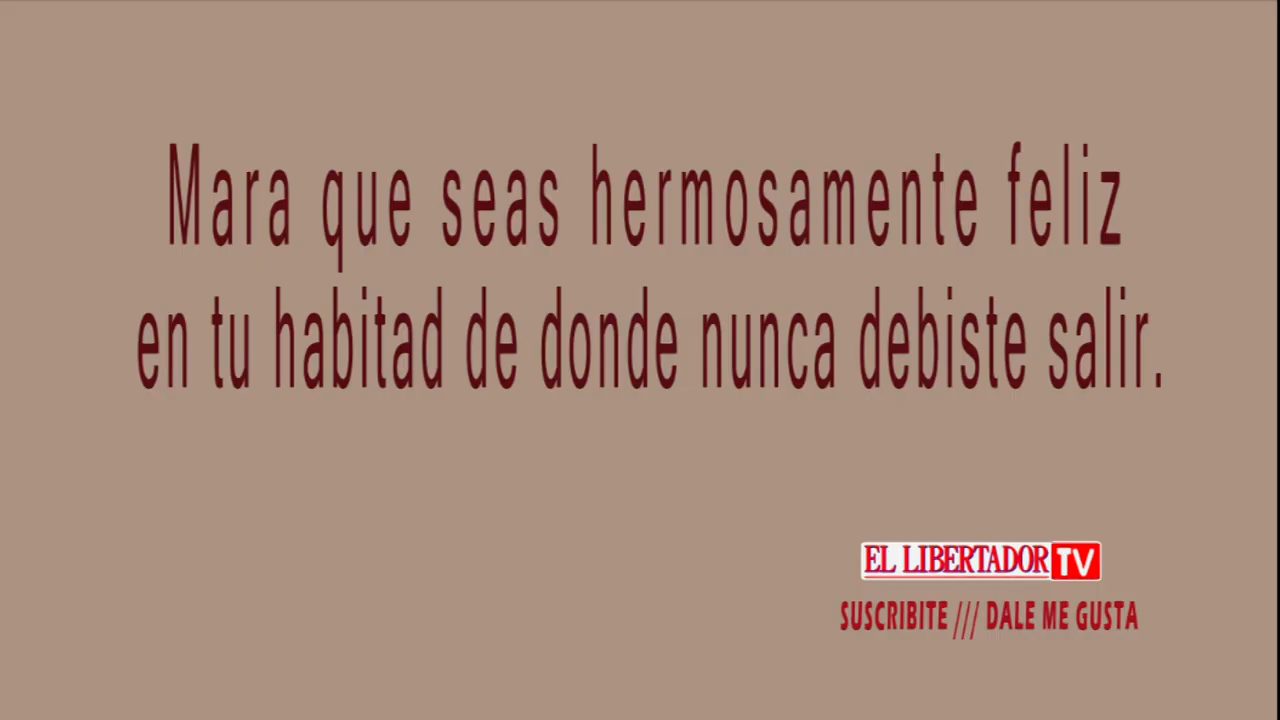 Mara que seas hermosamente feliz
en tu habitad de donde nunca debiste salir.
EL LIBERTADOR TV
SUSCRIBITE /// DALE ME GUSTA